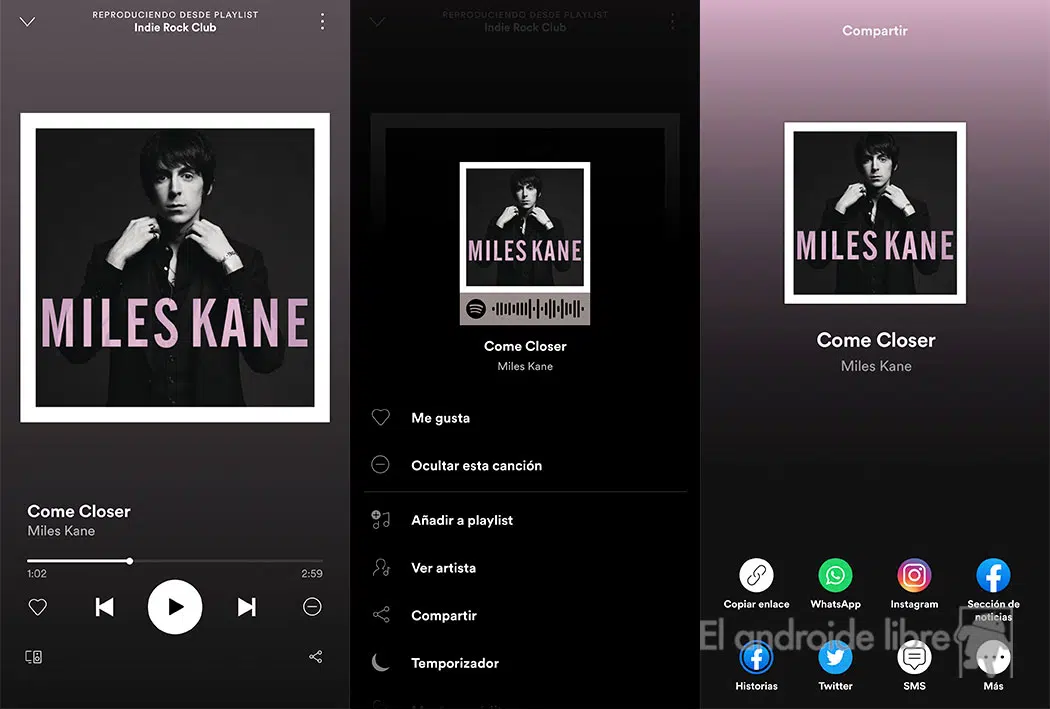 REPRODUCIENDO DESDE PLAYLIST
Indie Rock Club
MILES KANE
Come Closer
Miles Kane
1:02
2:59
REPRODUCIENDO DESDE PLAYLIST
Indie Rock Club
MILES KANE
Come Closer
Miles Kane
Me gusta
Ocultar esta canción
Añadir a playlist
Ver artista
Compartir
Temporizador
Compartir
MILES KANE
Come Closer
Miles Kane
Copiar enlace
WhatsApp
Instagram
Sección de
noticias
El androide libre
Historias
Twitter
SMS
Más